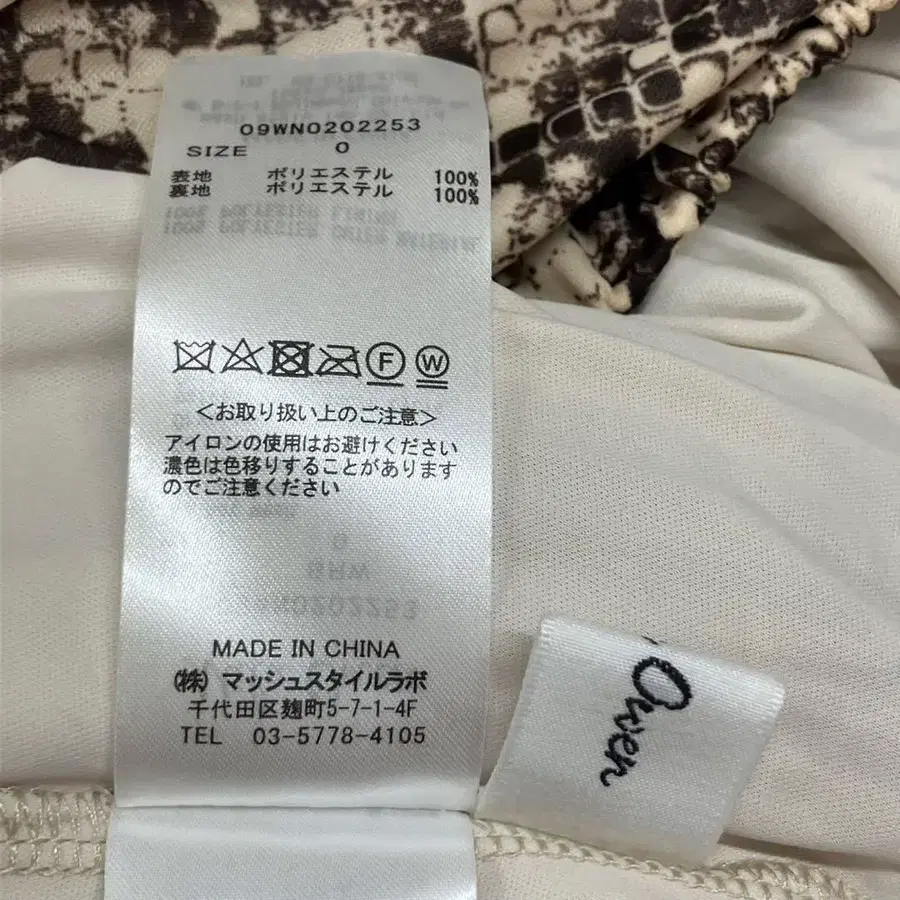 09WN0202253
SIZE 0
表地 ポリエステル 100%
裏地 ポリエステル 100%
F W
<お取り扱い上のご注意>
アイロンの使用はお避けください
濃色は色移りすることがあります
のでご注意ください
MADE IN CHINA
(株) マッシュスタイルラボ
千代田区麹町5-7-1-4F
TEL 03-5778-4105
Owen